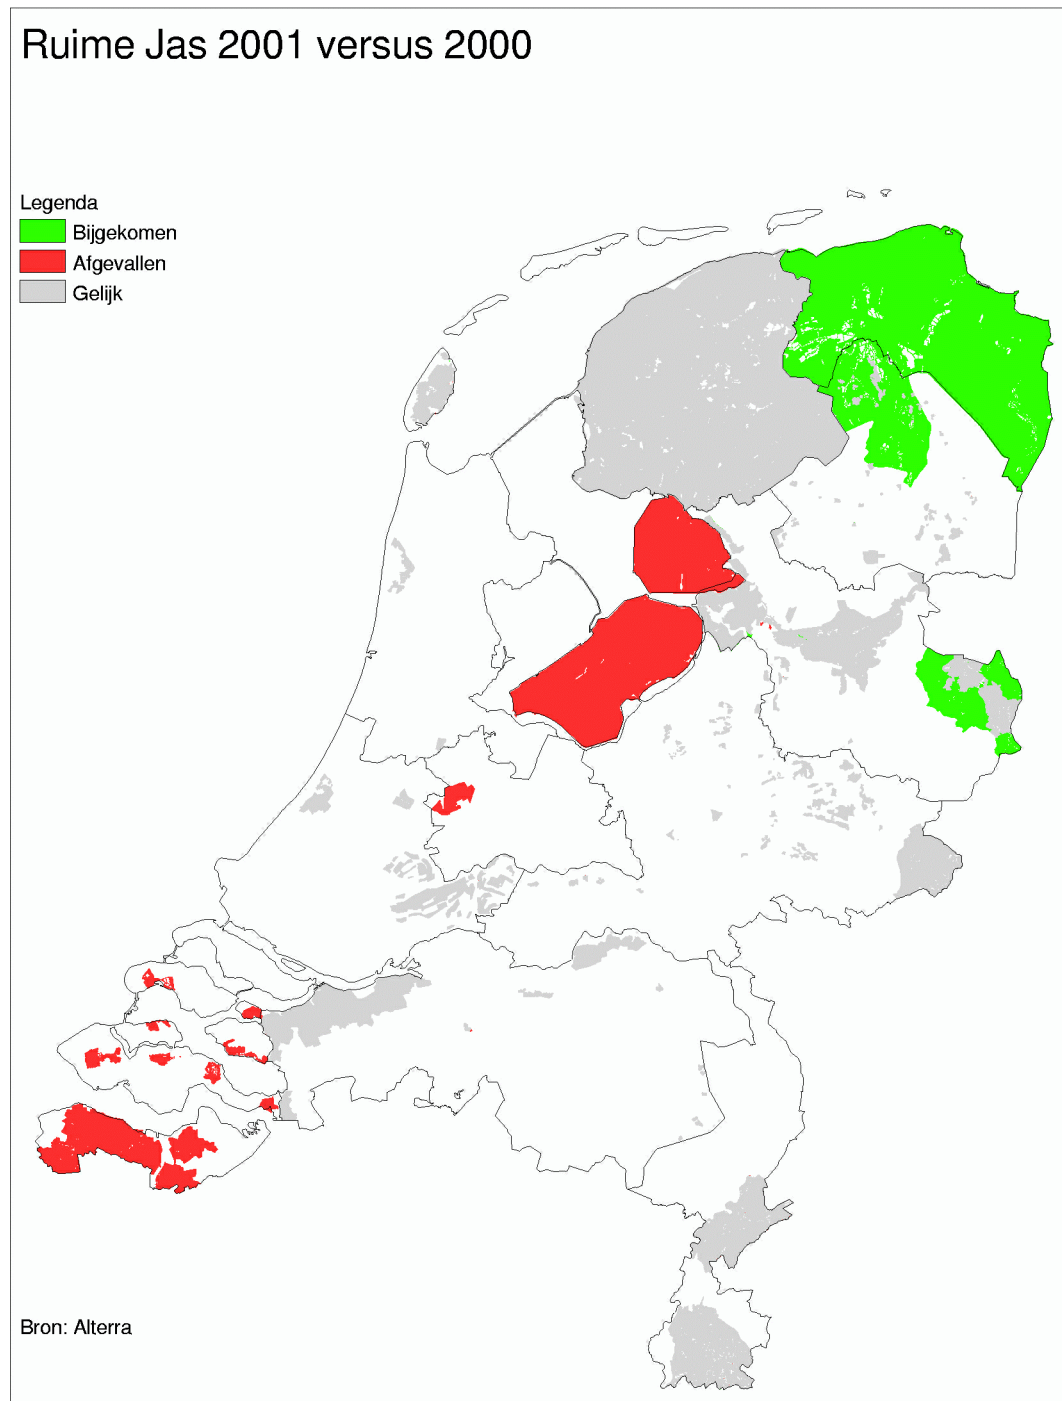 Ruime Jas 2001 versus 2000
Legenda
Bijgekomen
Afgevallen
Gelijk
Bron: Alterra